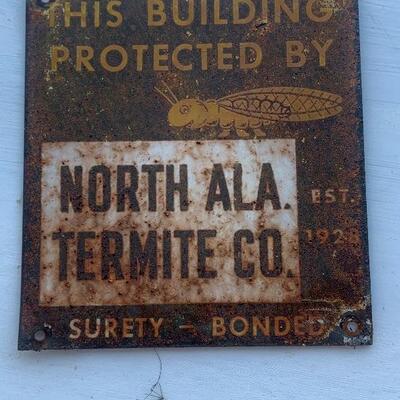 THIS BUILDING
PROTECTED BY
NORTH ALA.
EST.
TERMITE CO.
SURETY - BONDED